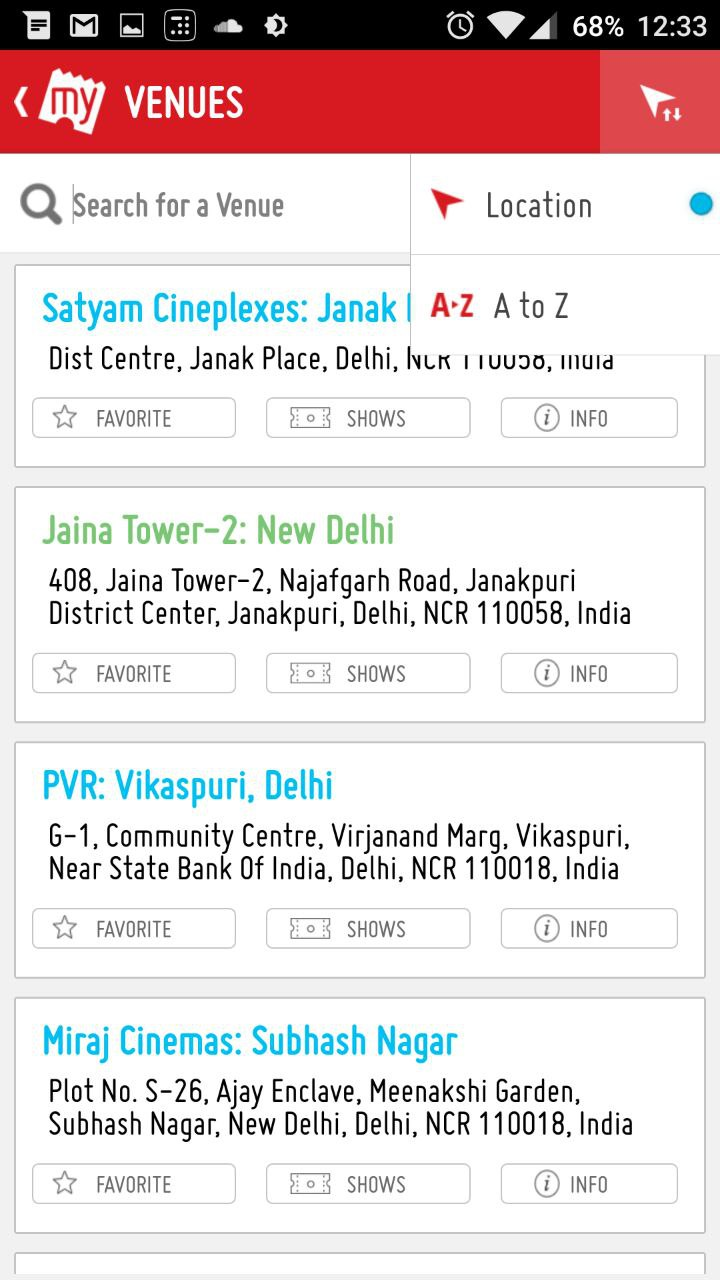 68% 12:33
my VENUES
Search for a Venue
Location
A-Z A to Z
Satyam Cineplexes: Janak
Dist Centre, Janak Place, Delhi, NCR 110058, India
FAVORITE SHOWS INFO
Jaina Tower-2: New Delhi
408, Jaina Tower-2, Najafgarh Road, Janakpuri
District Center, Janakpuri, Delhi, NCR 110058, India
FAVORITE SHOWS INFO
PVR: Vikaspuri, Delhi
G-1, Community Centre, Virjanand Marg, Vikaspuri,
Near State Bank Of India, Delhi, NCR 110018, India
FAVORITE SHOWS INFO
Miraj Cinemas: Subhash Nagar
Plot No. S-26, Ajay Enclave, Meenakshi Garden,
Subhash Nagar, New Delhi, Delhi, NCR 110018, India
FAVORITE SHOWS INFO